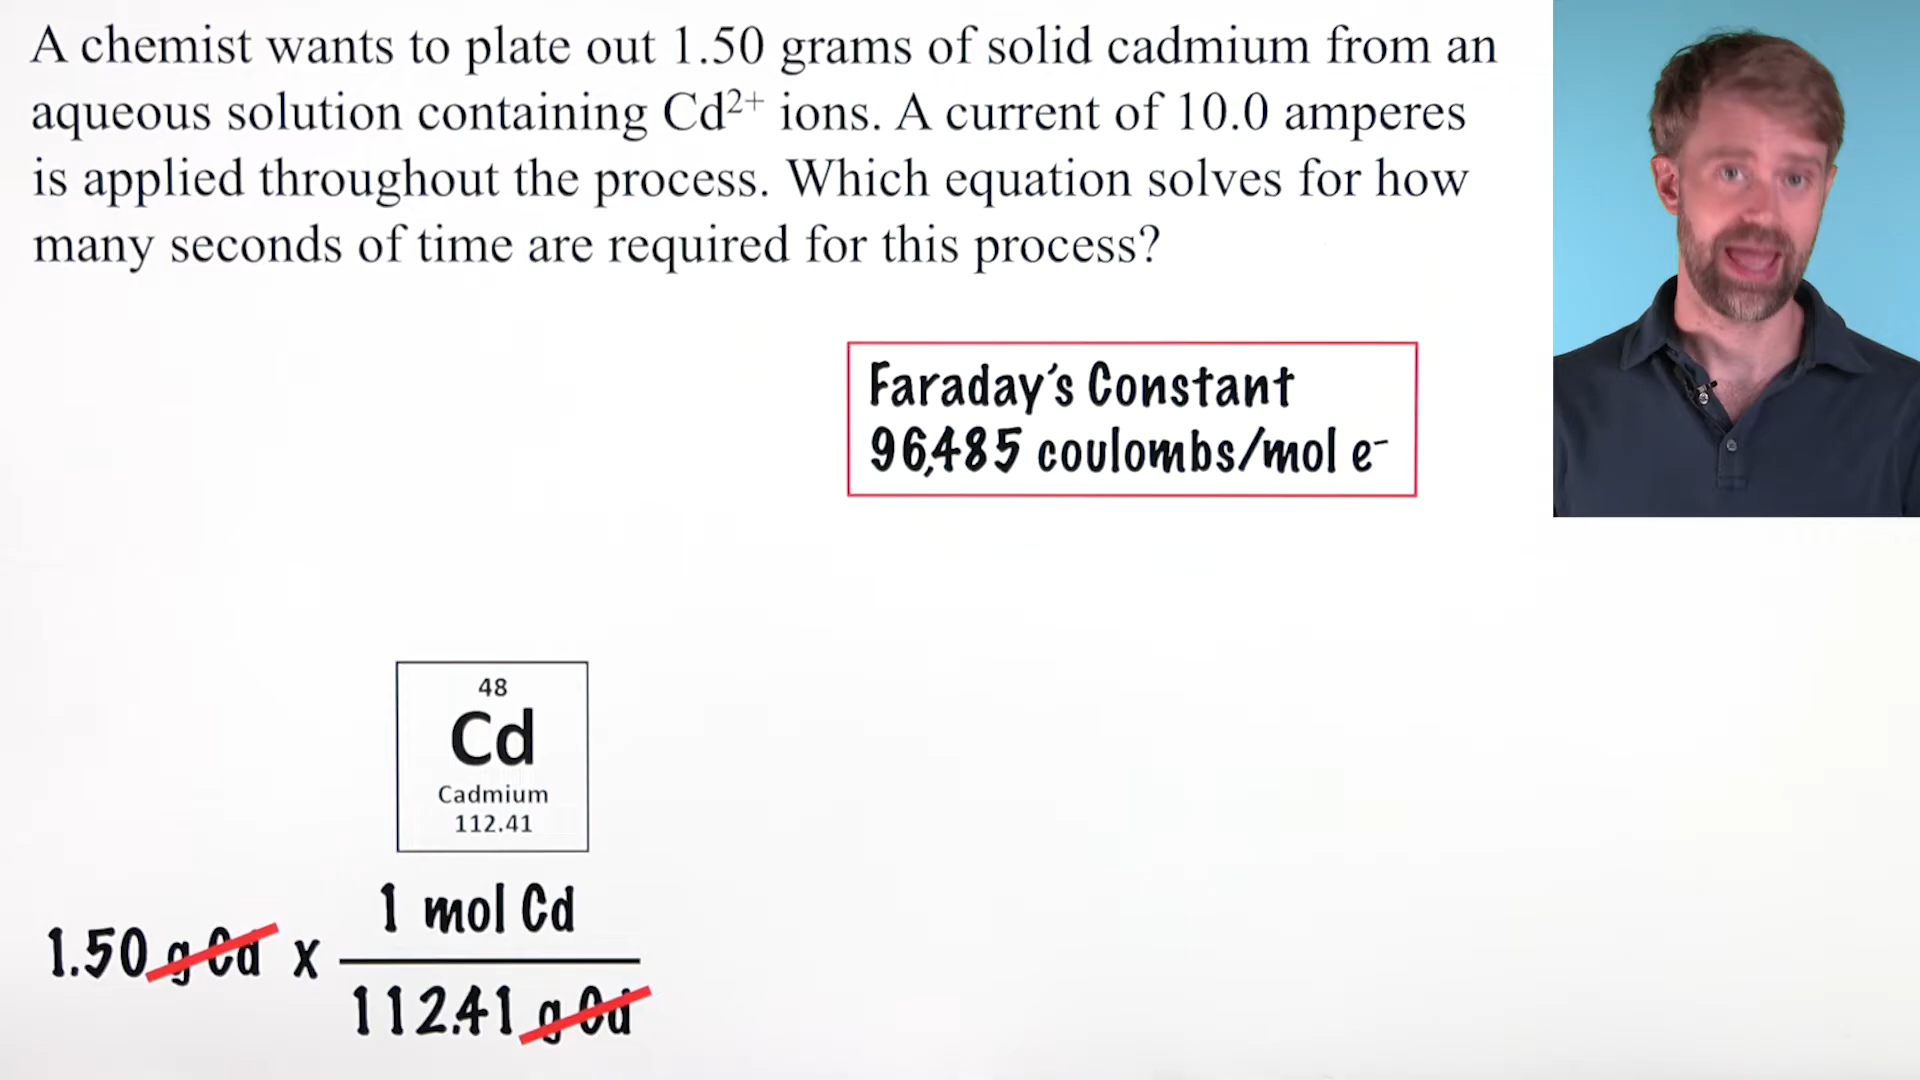 A chemist wants to plate out 1.50 grams of solid cadmium from an
aqueous solution containing Cd²⁺ ions. A current of 10.0 amperes
is applied throughout the process. Which equation solves for how
many seconds of time are required for this process?
Faraday's Constant
96,485 coulombs/mol e⁻
48
Cd
Cadmium
112.41
1 mol Cd
1.50 g Cd x
112.41 g Cd